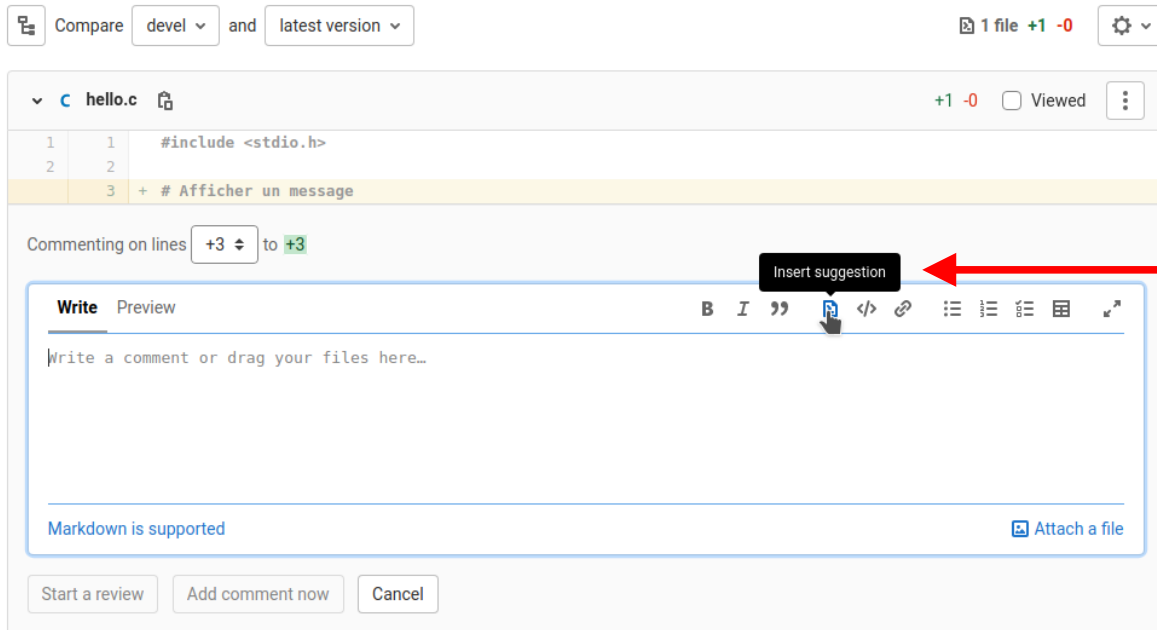 Compare devel and latest version 1 file +1 -0
C hello.c +1 -0 Viewed
1 1 #include <stdio.h>
2 2
3 + # Afficher un message
Commenting on lines +3 to +3
Insert suggestion
Write Preview B I
Write a comment or drag your files here…
Markdown is supported Attach a file
Start a review Add comment now Cancel